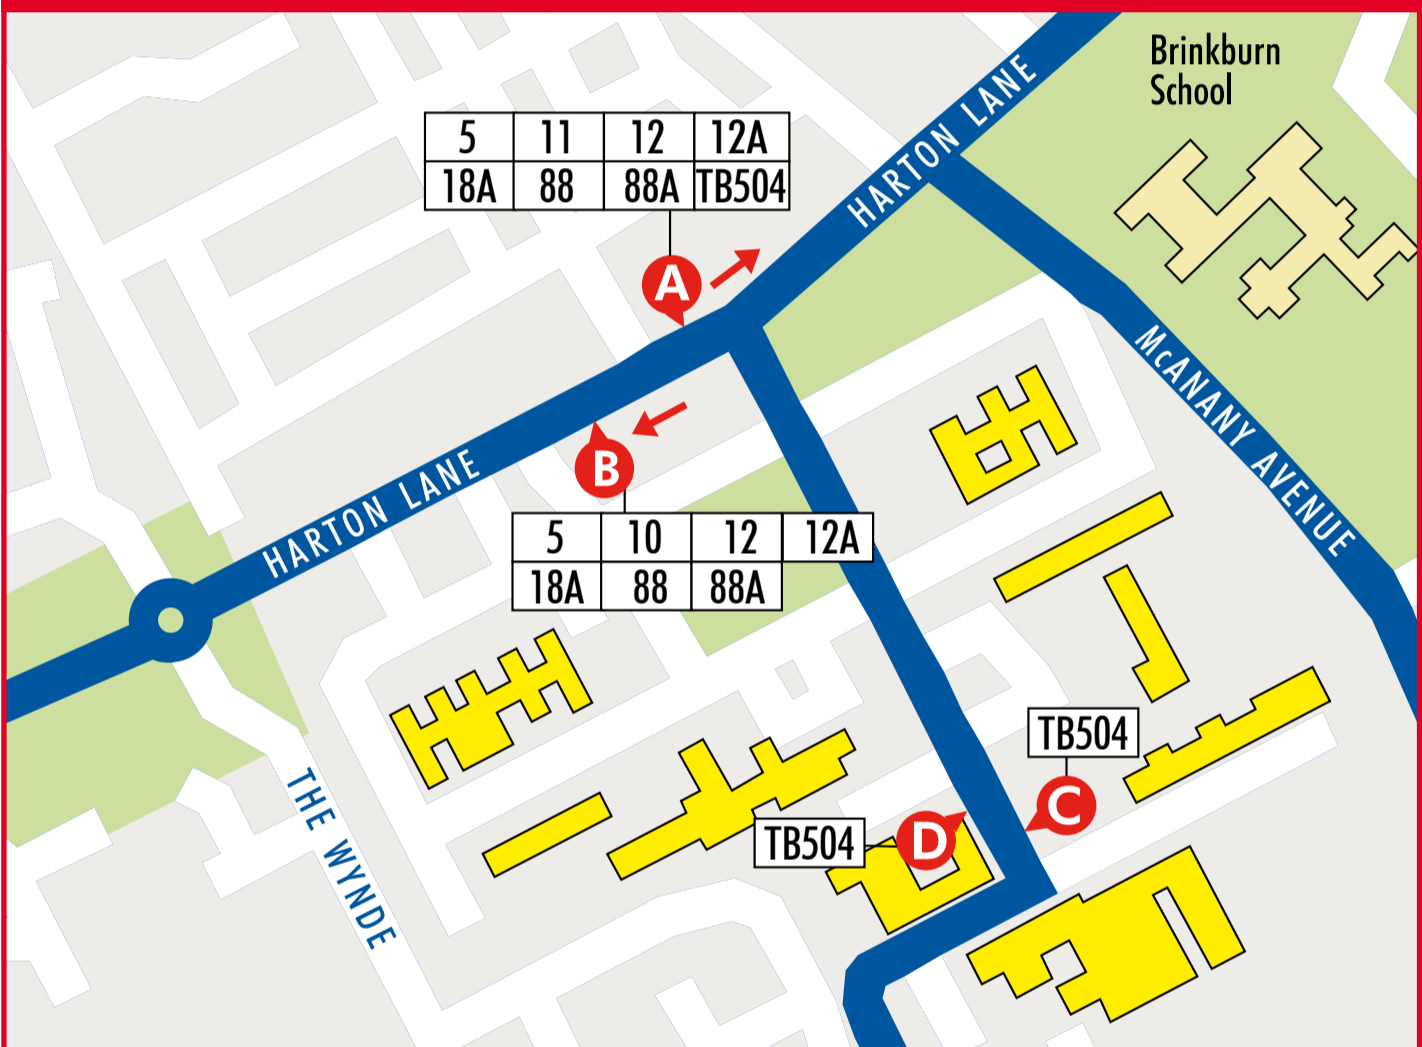 Brinkburn
School
HARTON LANE
5 11 12 12A
18A 88 88A TB504
A
McANANY AVENUE
B
HARTON LANE
5 10 12 12A
18A 88 88A
TB504
C
TB504
D
THE WYNDE